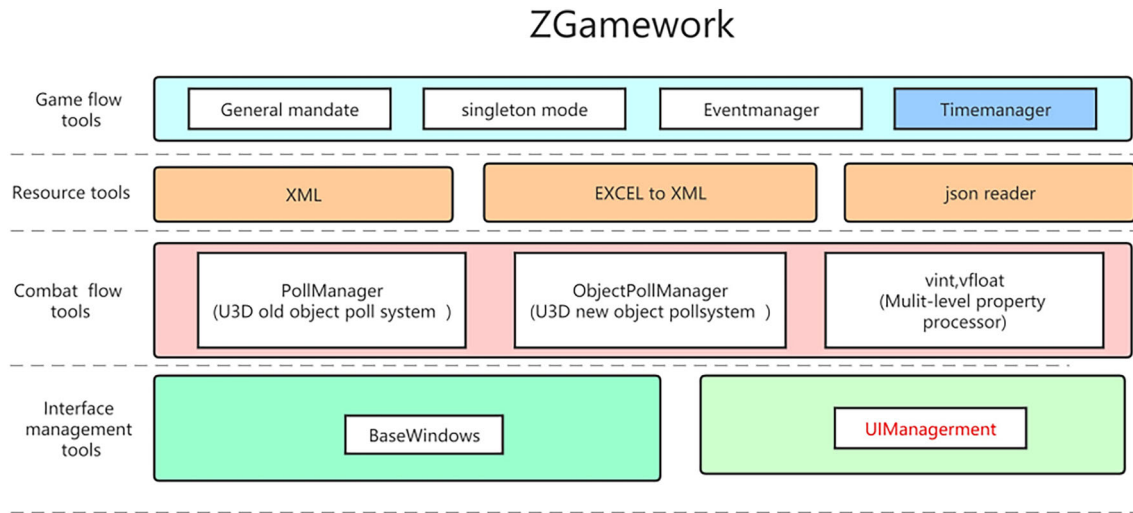 ZGamework
Game flow
tools
General mandate
singleton mode
Eventmanager
Timemanager
Resource tools
XML
EXCEL to XML
json reader
Combat flow
tools
PollManager
(U3D old object poll system )
ObjectPollManager
(U3D new object pollsystem )
vint,vfloat
(Mulit-level property
processor)
Interface
management
tools
BaseWindows
UIManagerment